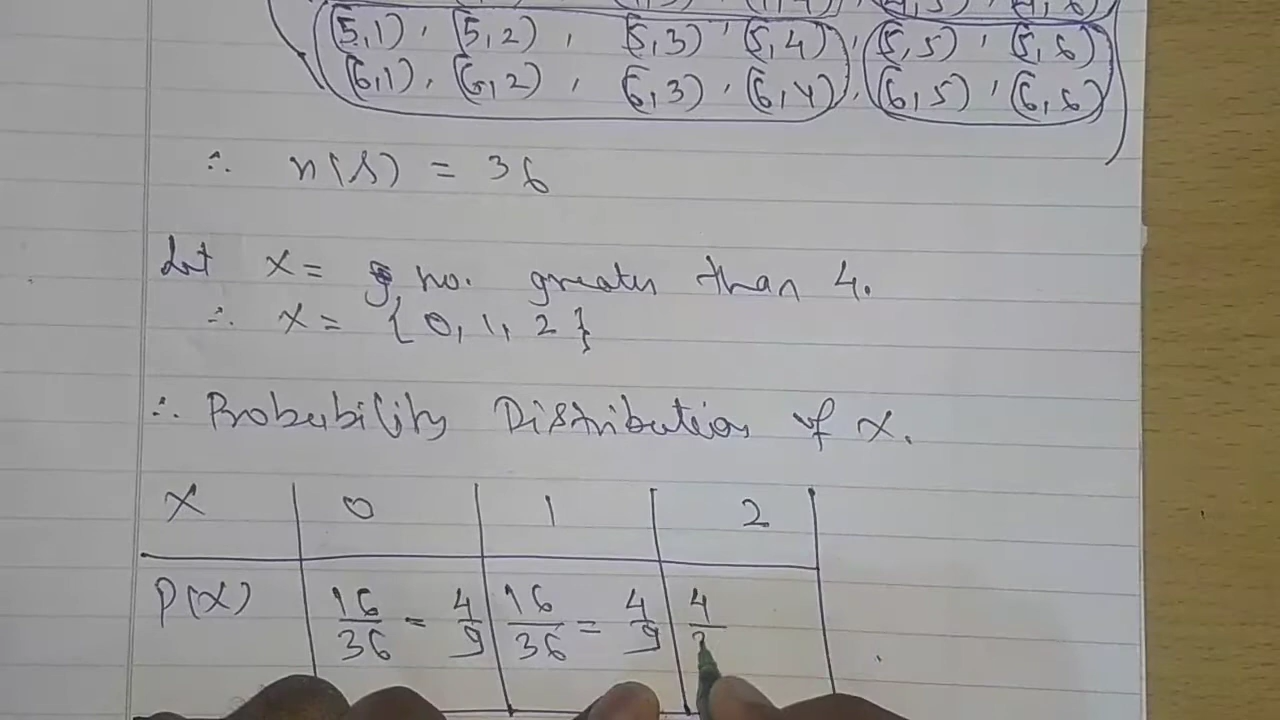 (5,1), (5,2), (5,3), (5,4), (5,5), (5,6)
(6,1), (6,2), (6,3), (6,4), (6,5), (6,6)
∴ n(S) = 36
Let X = no. greater than 4.
∴ X = {0, 1, 2}
∴ Probability Distribution of X.
X 0 1 2
P(X) 16/36 = 4/9 16/36 = 4/9 4/3